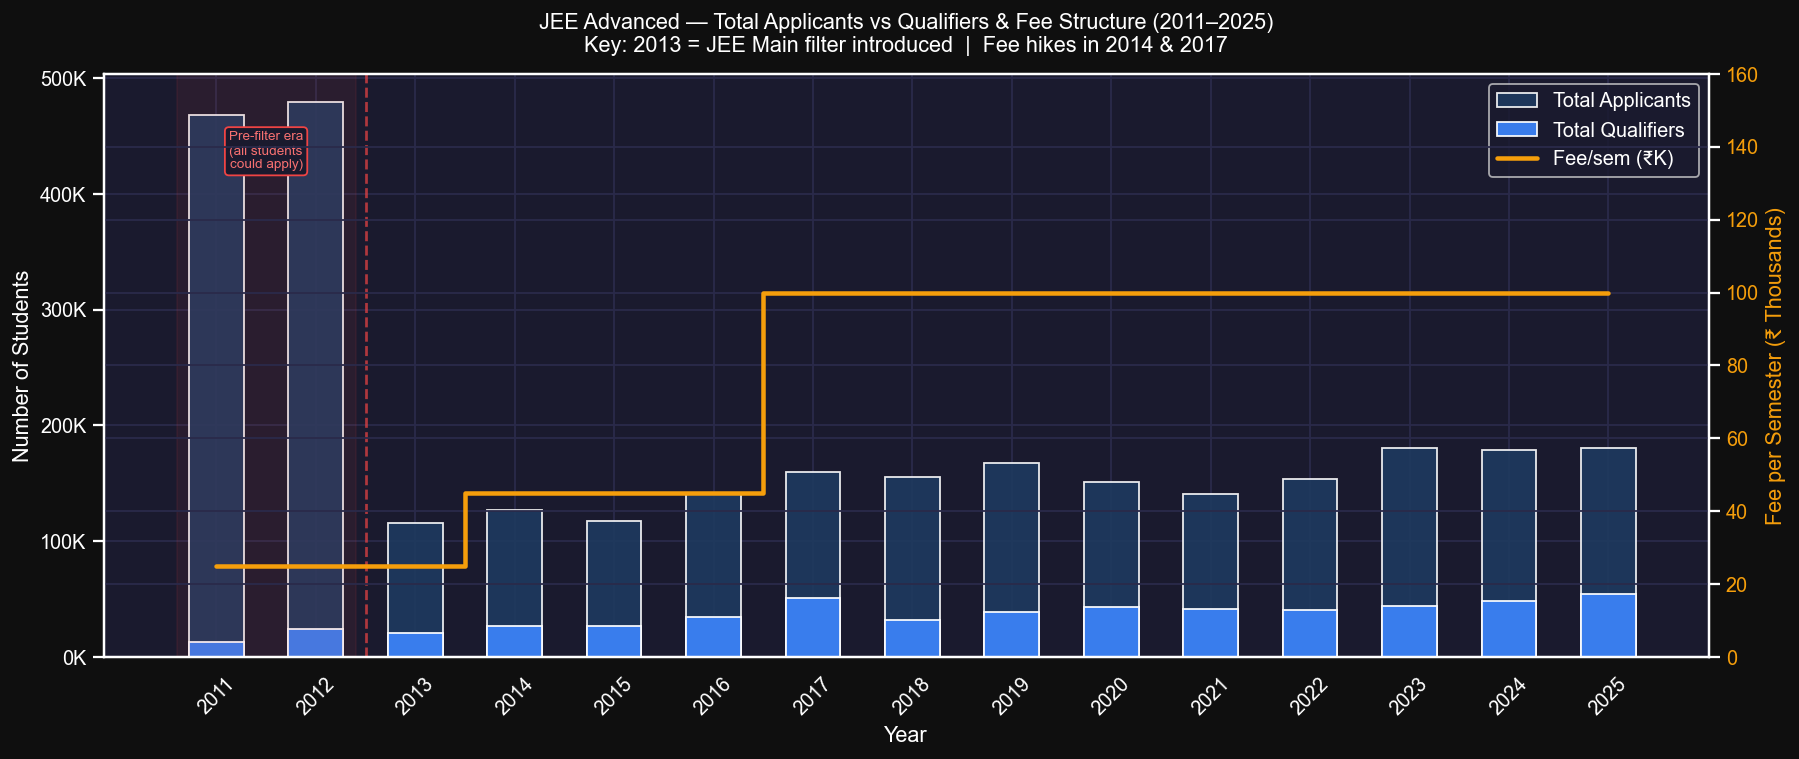 JEE Advanced — Total Applicants vs Qualifiers & Fee Structure (2011–2025)
Key: 2013 = JEE Main filter introduced | Fee hikes in 2014 & 2017
500K
400K
300K
200K
100K
0K
Number of Students
Pre-filter era
(all students
could apply)
Total Applicants
Total Qualifiers
Fee/sem (₹K)
160
140
120
100
80
60
40
20
0
Fee per Semester (₹ Thousands)
2011
2012
2013
2014
2015
2016
2017
2018
2019
2020
2021
2022
2023
2024
2025
Year